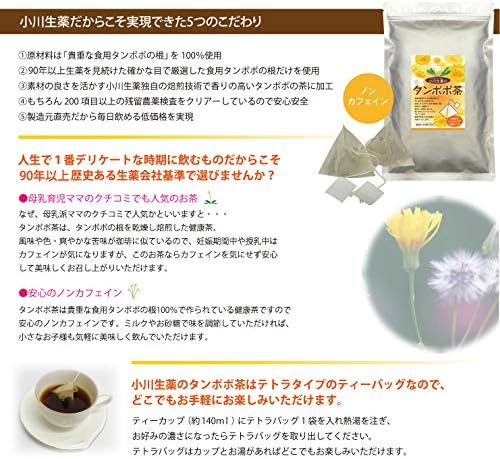 小川生薬だからこそ実現できた5つのこだわり
①原材料は「貴重な食用タンポポの根」を100%使用
②90年以上生薬を見続けた確かな目で厳選した食用タンポポの根だけを使用
③素材の良さを活かす小川生薬独自の焙煎技術で香りの高いタンポポの茶に加工
④もちろん200項目以上の残留農薬検査をクリアーしているので安心安全
⑤製造元直売だから毎日飲める低価格を実現
ノン
カフェイン
小川生薬の
タンポポ茶
人生で1番デリケートな時期に飲むものだからこそ
90年以上歴史ある生薬会社基準で選びませんか？
●母乳育児ママのクチコミでも人気のお茶
なぜ、母乳派ママのクチコミで人気かといいますと・・・
タンポポ茶は、タンポポの根を乾燥し焙煎した健康茶。
風味や色・爽やかな苦味が珈琲に似ているので、妊娠期間中や授乳中は
カフェインが気になりますが、このお茶ならカフェインを気にせず安心
して美味しくお召し上がりいただけます。
●安心のノンカフェイン
タンポポ茶は貴重な食用タンポポの根100%で作られている健康茶ですので
安心のノンカフェインです。ミルクやお砂糖で味を調節していただければ、
小さなお子様も気軽に美味しく飲んでいただけます。
小川生薬のタンポポ茶はテトラタイプのティーバッグなので、
どこでもお手軽にお楽しみいただけます。
ティーカップ（約140ml）にテトラバッグ1袋を入れ熱湯を注ぎ、
お好みの濃さになったらテトラバッグを取り出してください。
テトラバッグはカップとお湯があればどこでもお楽しみいただけます。